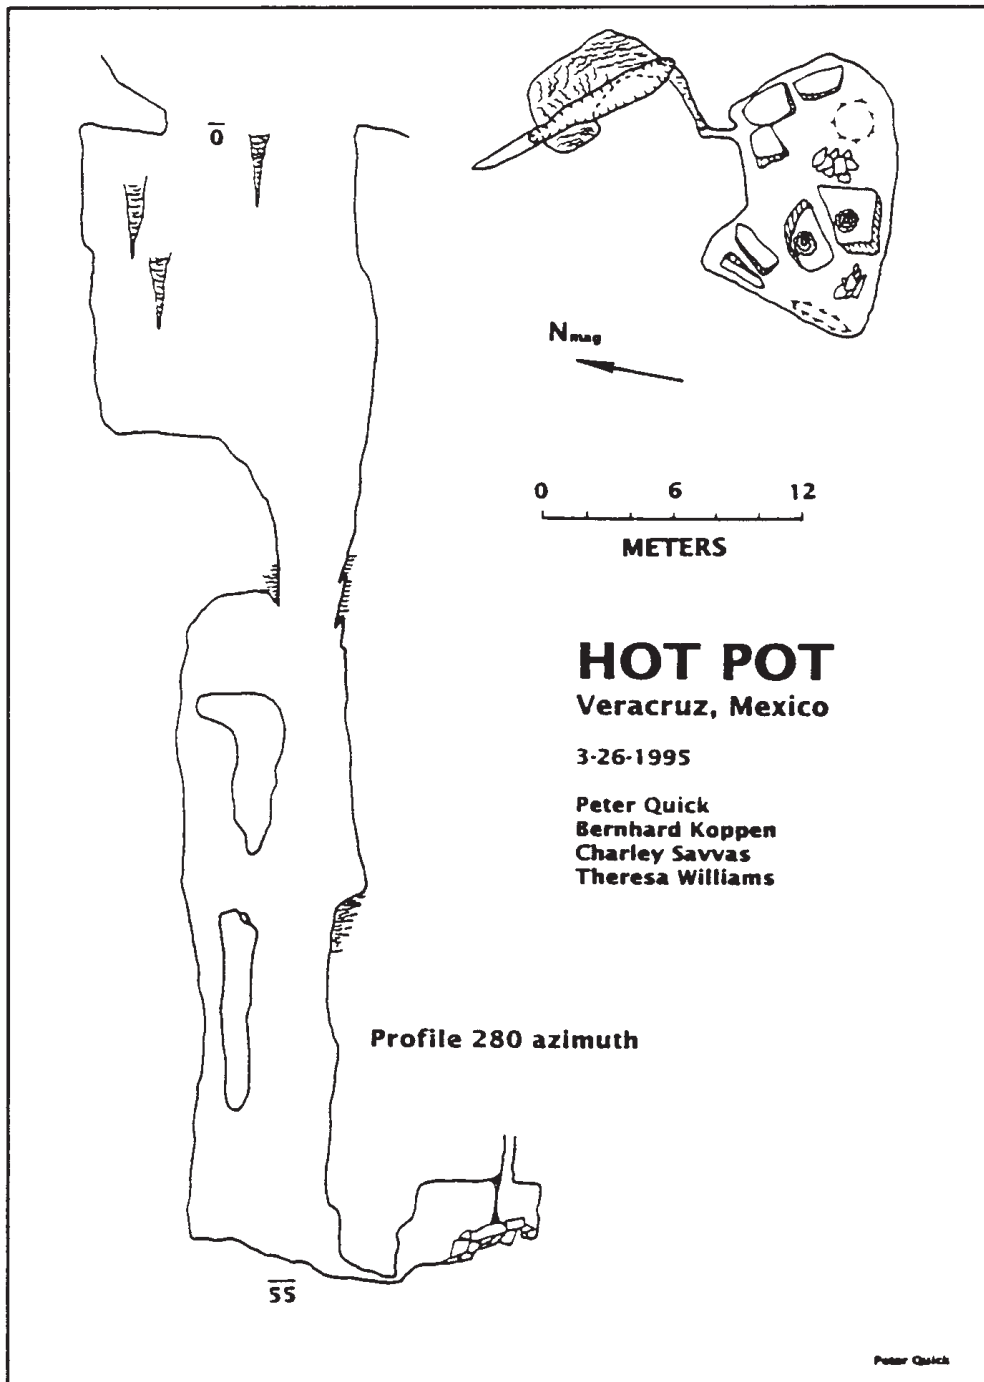 0
N mag
0 6 12
METERS
HOT POT
Veracruz, Mexico
3-26-1995
Peter Quick
Bernhard Koppen
Charley Savvas
Theresa Williams
Profile 280 azimuth
55
Peter Quick